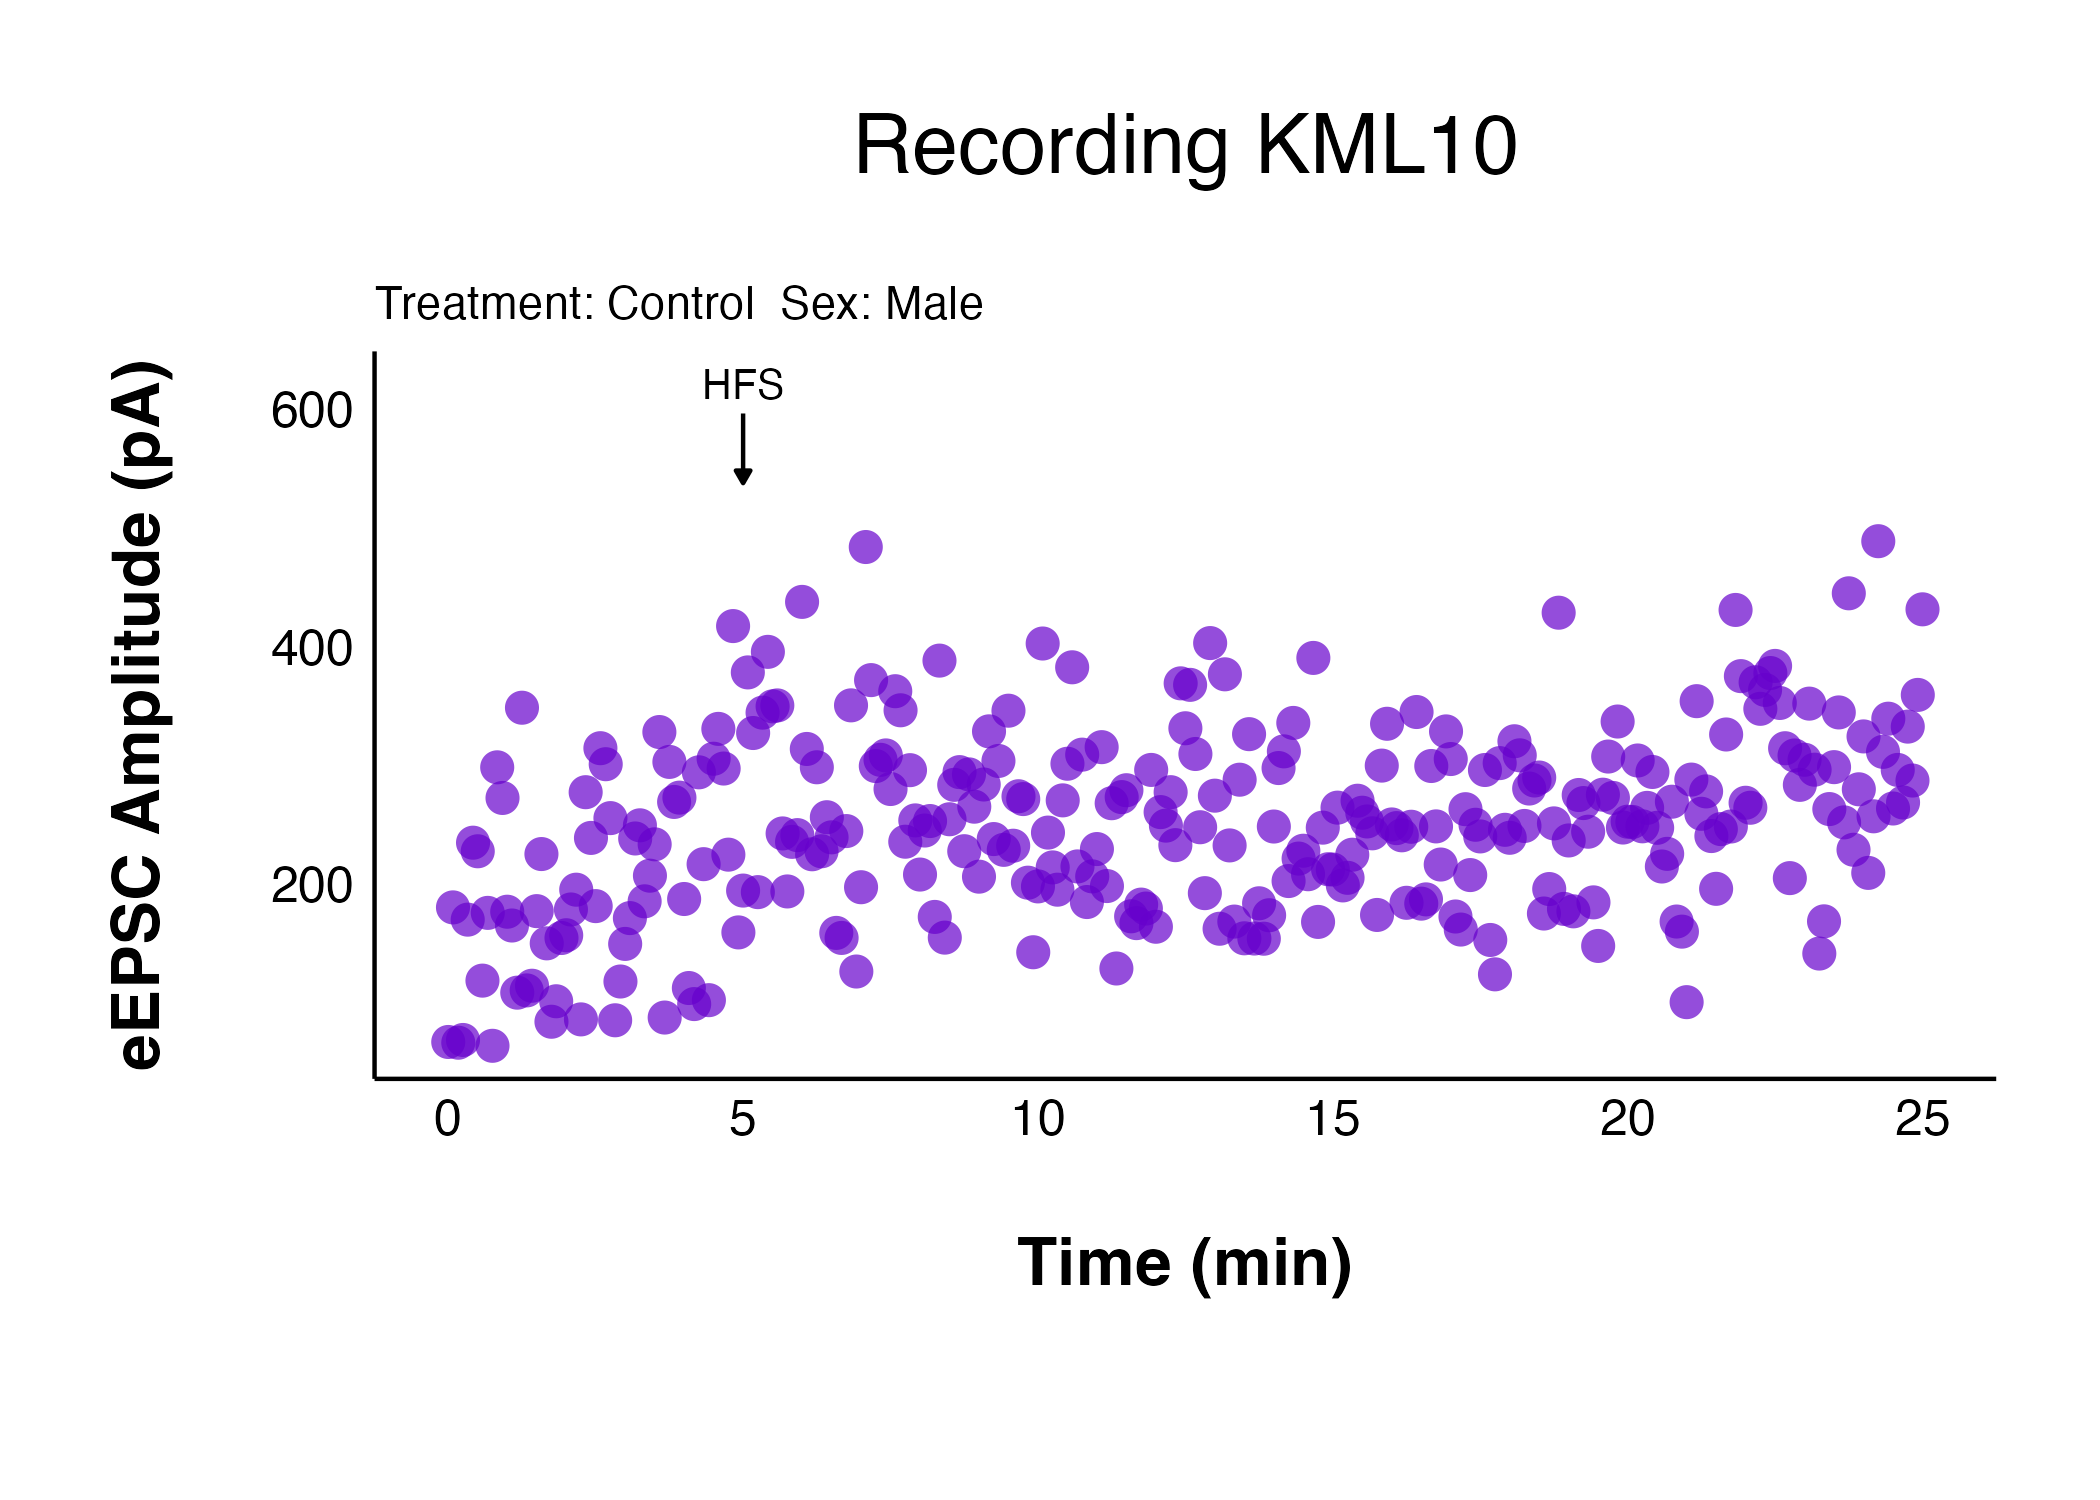 Recording KML10
Treatment: Control  Sex: Male
HFS
eEPSC Amplitude (pA)
600
400
200
0 5 10 15 20 25
Time (min)